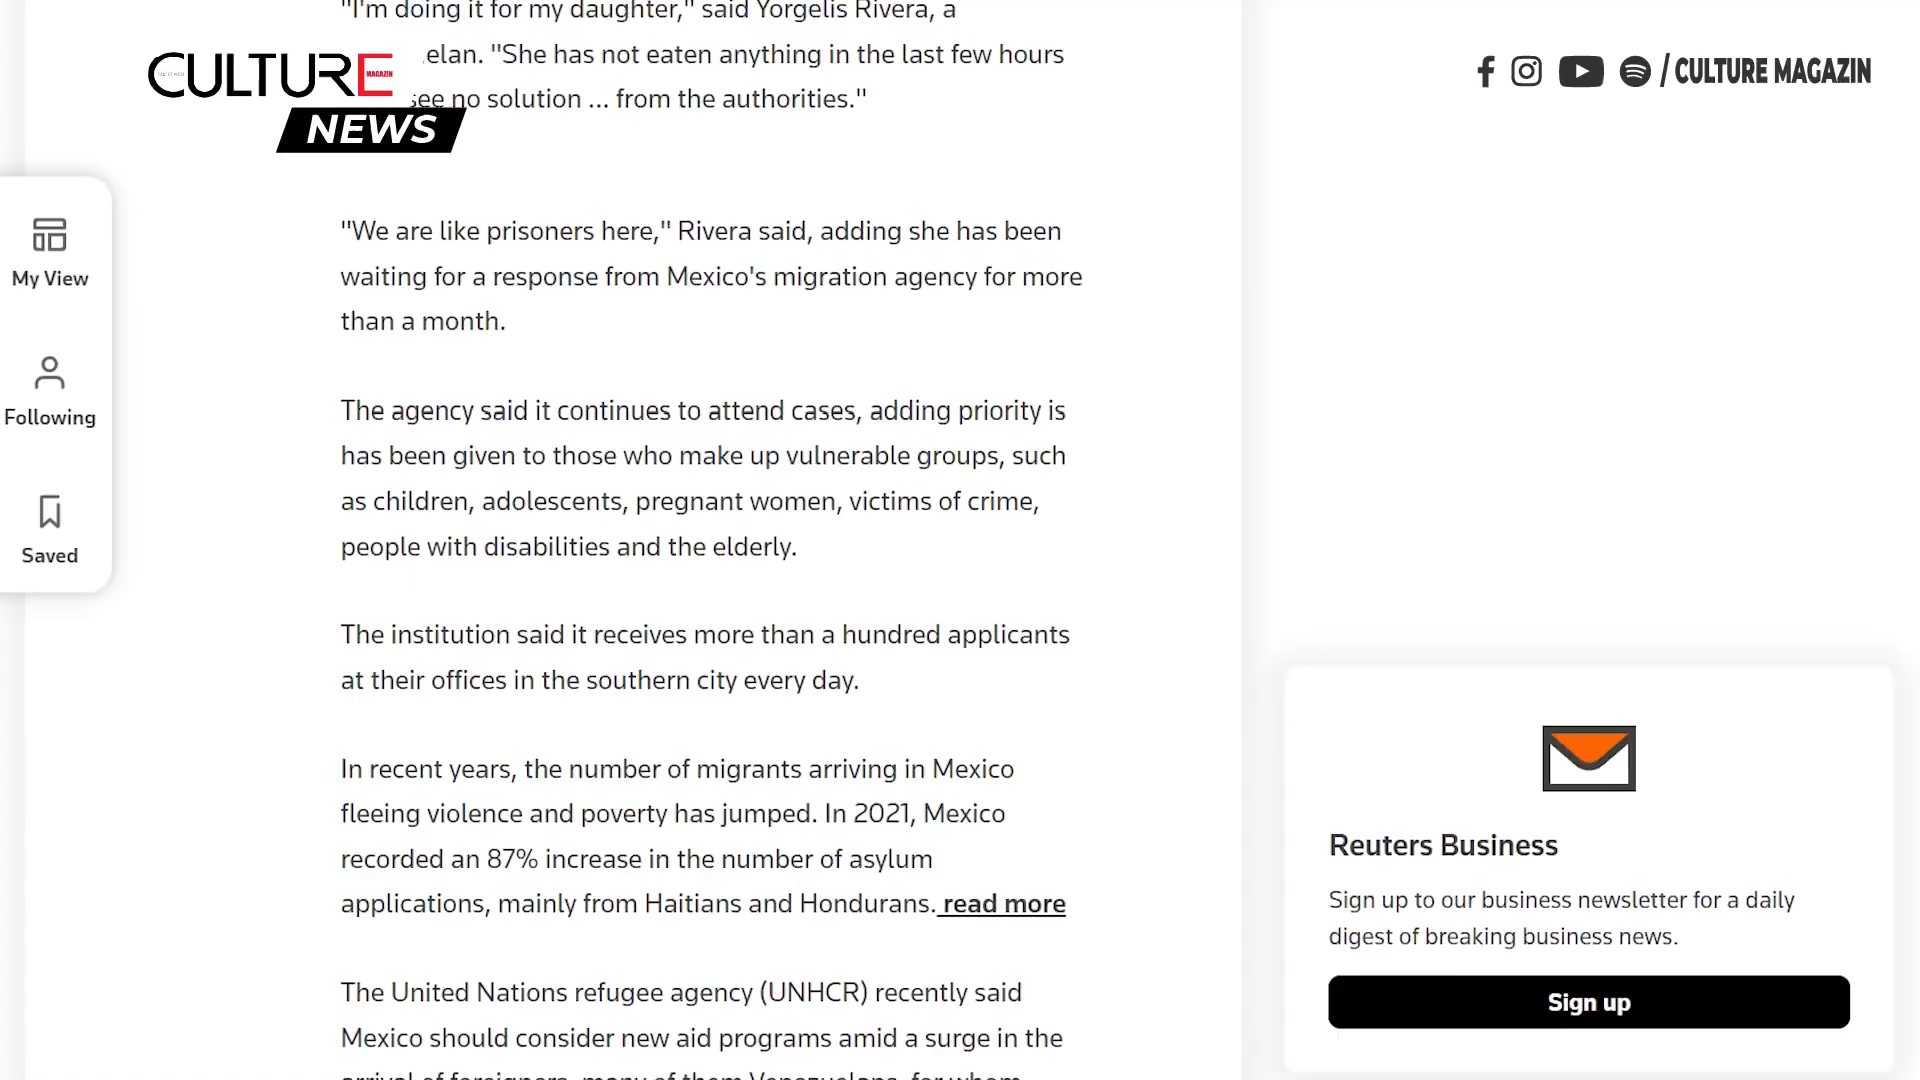 "I'm doing it for my daughter," said Yorgelis Rivera, a
elan. "She has not eaten anything in the last few hours
see no solution ... from the authorities."
CULTURE
MAGAZIN
NEWS
/ CULTURE MAGAZIN
My View
Following
Saved
"We are like prisoners here," Rivera said, adding she has been
waiting for a response from Mexico's migration agency for more
than a month.
The agency said it continues to attend cases, adding priority is
has been given to those who make up vulnerable groups, such
as children, adolescents, pregnant women, victims of crime,
people with disabilities and the elderly.
The institution said it receives more than a hundred applicants
at their offices in the southern city every day.
In recent years, the number of migrants arriving in Mexico
fleeing violence and poverty has jumped. In 2021, Mexico
recorded an 87% increase in the number of asylum
applications, mainly from Haitians and Hondurans. read more
The United Nations refugee agency (UNHCR) recently said
Mexico should consider new aid programs amid a surge in the
arrival of foreigners, many of them Venezuelans, for whom
Reuters Business
Sign up to our business newsletter for a daily
digest of breaking business news.
Sign up